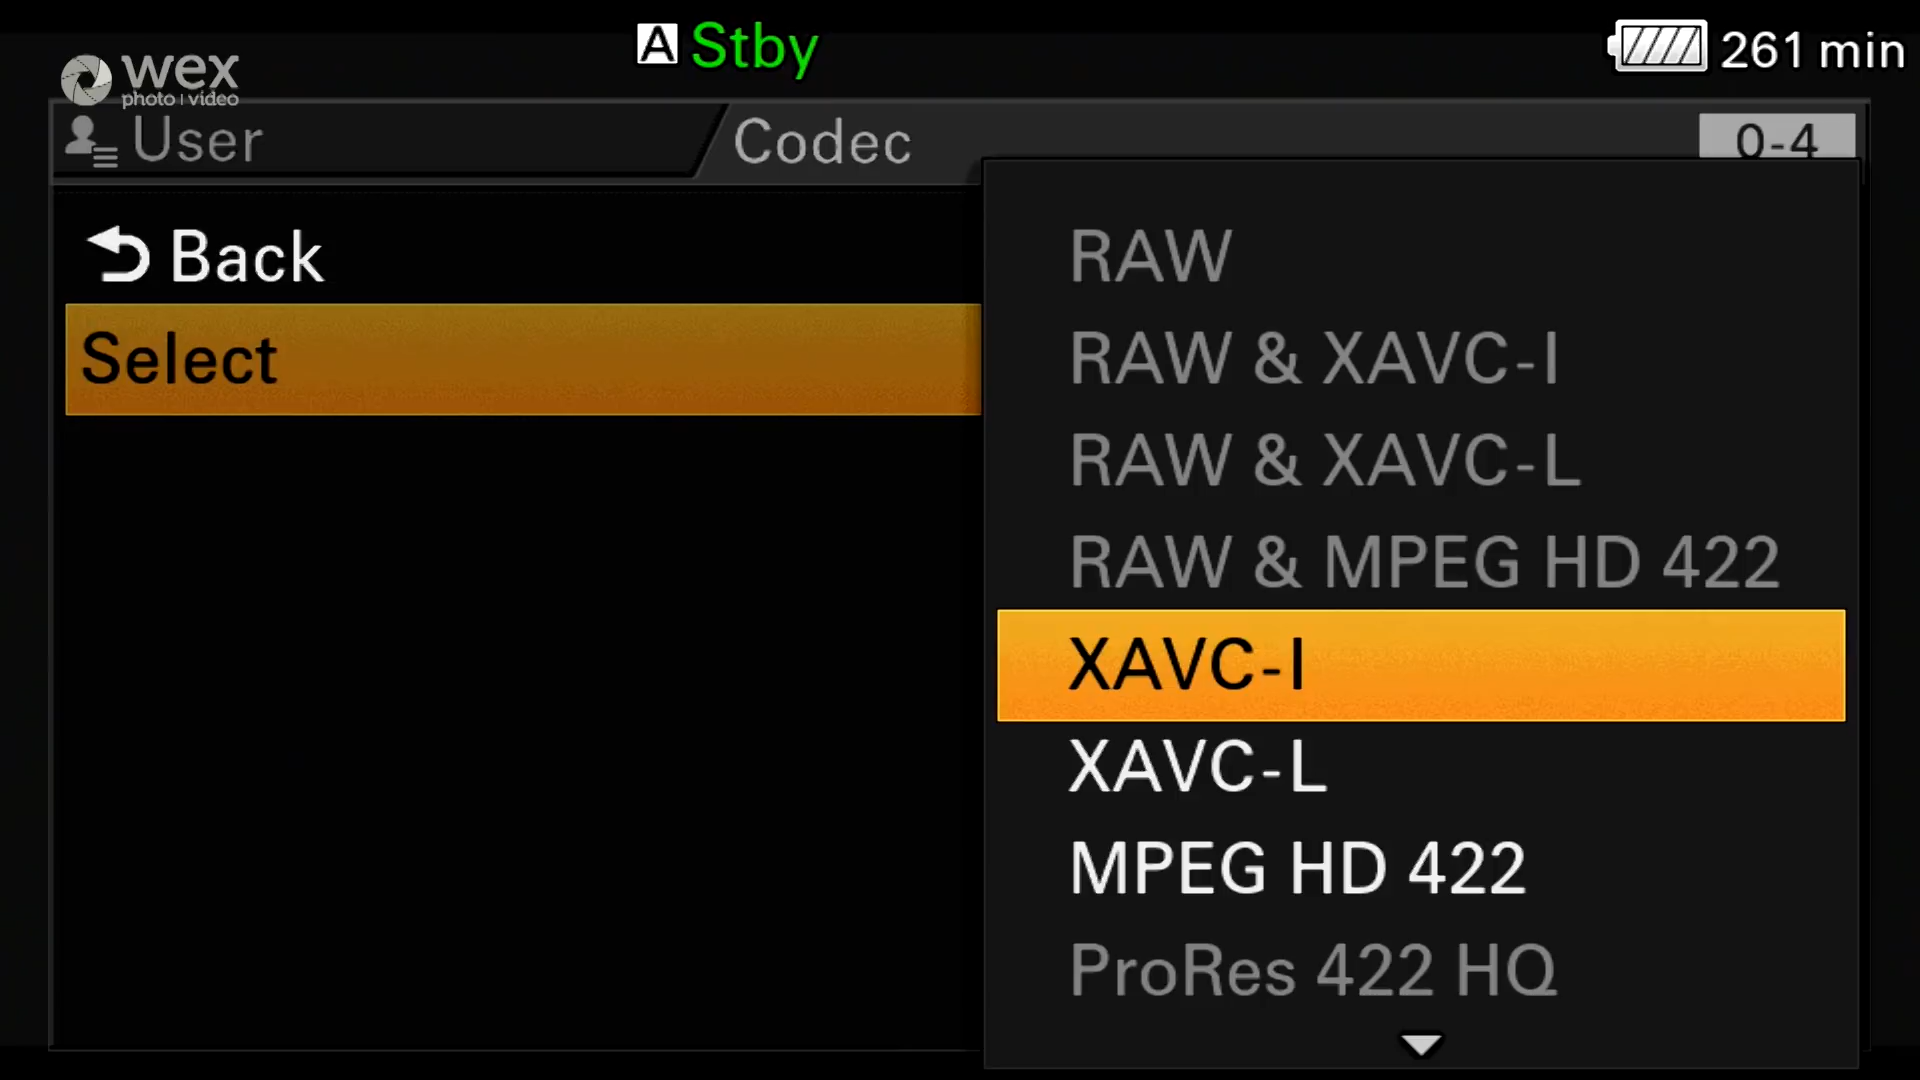 A Stby
261 min
wex
photo | video
User
Codec
0-4
Back
Select
RAW
RAW & XAVC-I
RAW & XAVC-L
RAW & MPEG HD 422
XAVC-I
XAVC-L
MPEG HD 422
ProRes 422 HQ